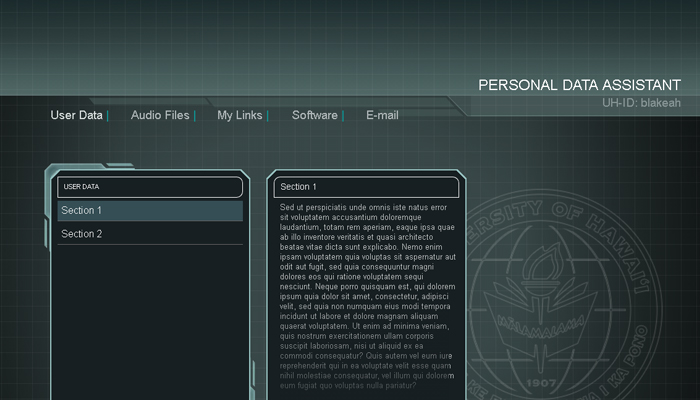 PERSONAL DATA ASSISTANT
UH-ID: blakeah
User Data | Audio Files | My Links | Software | E-mail
USER DATA
Section 1
Section 2
Section 1
Sed ut perspiciatis unde omnis iste natus error
sit voluptatem accusantium doloremque
laudantium, totam rem aperiam, eaque ipsa quae
ab illo inventore veritatis et quasi architecto
beatae vitae dicta sunt explicabo. Nemo enim
ipsam voluptatem quia voluptas sit aspernatur aut
odit aut fugit, sed quia consequuntur magni
dolores eos qui ratione voluptatem sequi
nesciunt. Neque porro quisquam est, qui dolorem
ipsum quia dolor sit amet, consectetur, adipisci
velit, sed quia non numquam eius modi tempora
incidunt ut labore et dolore magnam aliquam
quaerat voluptatem. Ut enim ad minima veniam,
quis nostrum exercitationem ullam corporis
suscipit laboriosam, nisi ut aliquid ex ea
commodi consequatur? Quis autem vel eum iure
reprehenderit qui in ea voluptate velit esse quam
nihil molestiae consequatur, vel illum qui dolorem
eum fugiat quo voluptas nulla pariatur?
OF HAWAI'I
1907
I KA PONO